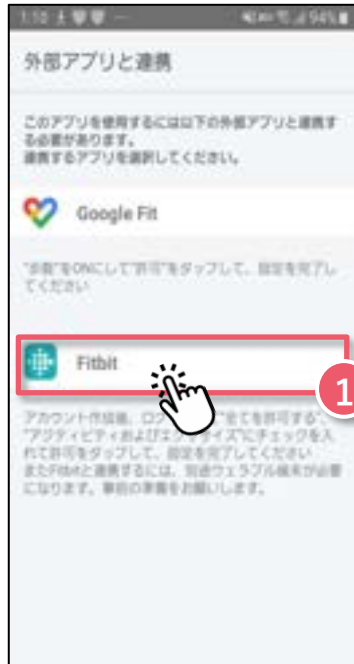 1:10
94%
外部アプリと連携
このアプリを使用するには以下の外部アプリと連携す
る必要があります。
連携するアプリを選択してください。
Google Fit
"歩数"をONにして"許可"をタップして、設定を完了し
てください
Fitbit
1
アカウント作成後、ログ "全てを許可する"、
"アクティビティおよびエクササイズ"にチェックを入
れて許可をタップして、設定を完了してください
またFitbitと連携するには、別途ウェラブル端末が必要
になります。事前の準備をお願いします。